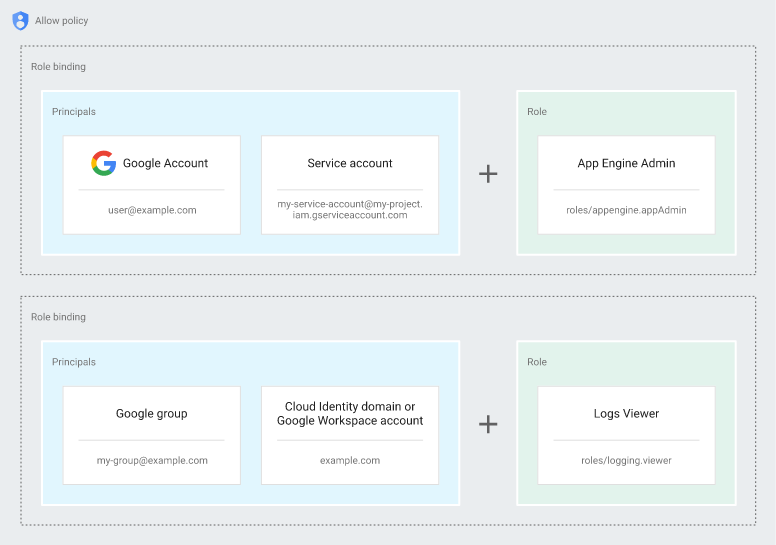 Allow policy
Role binding
Principals
Google Account
user@example.com
Service account
my-service-account@my-project.
iam.gserviceaccount.com
+
Role
App Engine Admin
roles/appengine.appAdmin
Role binding
Principals
Google group
my-group@example.com
Cloud Identity domain or
Google Workspace account
example.com
+
Role
Logs Viewer
roles/logging.viewer